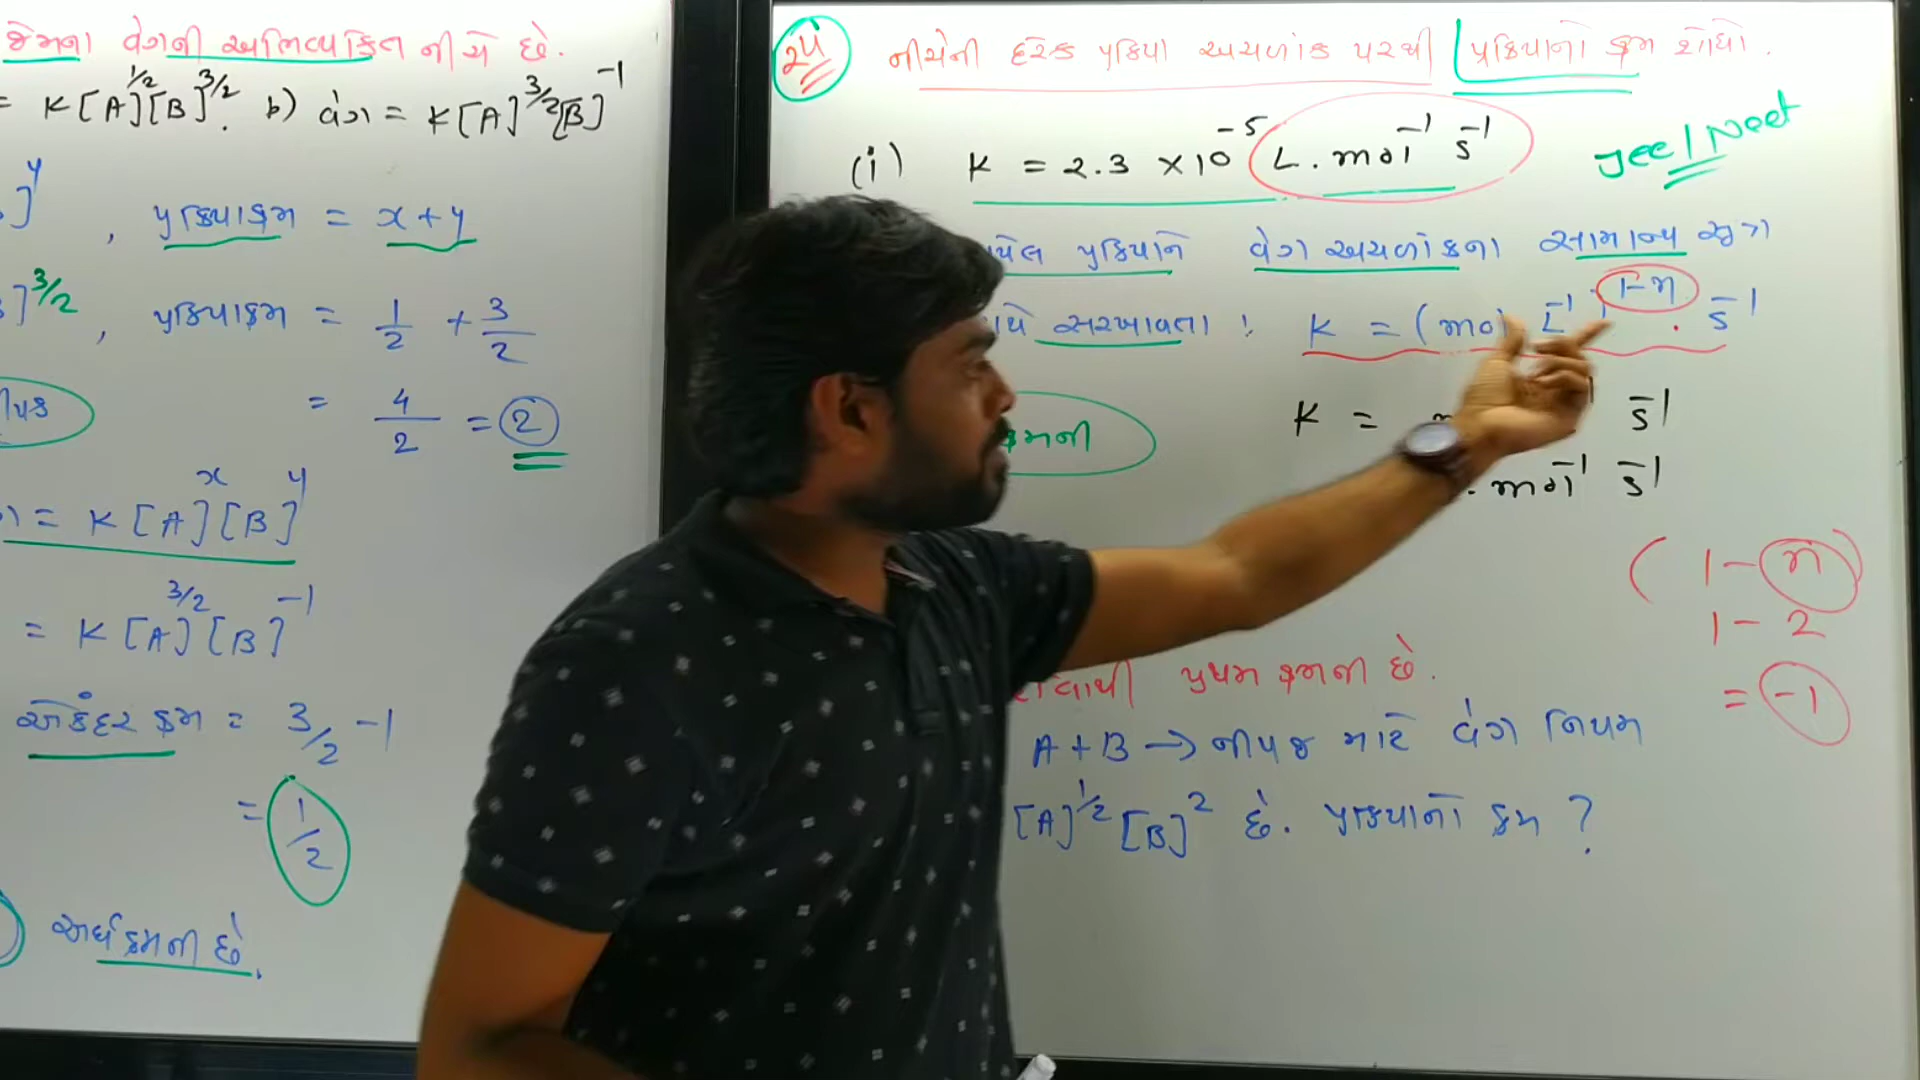 જેમના વેગની અભિવ્યક્તિ નીચે છે.
= K[A]^1/2 [B]^3/2. b) વેગ = K[A]^3/2 [B]^-1
]^y , પ્રક્રિયાક્રમ = x+y
]^3/2 , પ્રક્રિયાક્રમ = 1/2 + 3/2
= 4/2 = 2
= K[A]^x [B]^y
= K[A]^3/2 [B]^-1
એકંદર ક્રમ = 3/2 -1
= 1/2
અર્ધક્રમની છે.
નીચેની દરેક પ્રક્રિયા અચળાંક પરથી પ્રક્રિયાનો ક્રમ શોધો.
(i) K = 2.3 ×10^-5 L.mol^-1 s^-1
Jee/Neet
પ્રક્રિયાને વેગ અચળાંકના સામાન્ય સુત્ર
સરખાવતા : K = (mol L^-1)^1-n . s^-1
ક્રમની
K = s^-1
. mol^-1 s^-1
(1-n)
1-2
= -1
પ્રથમ ક્રમની છે.
A+B → નીપજ માટે વેગ નિયમ
[A]^1/2 [B]^2 છે. પ્રક્રિયાનો ક્રમ ?